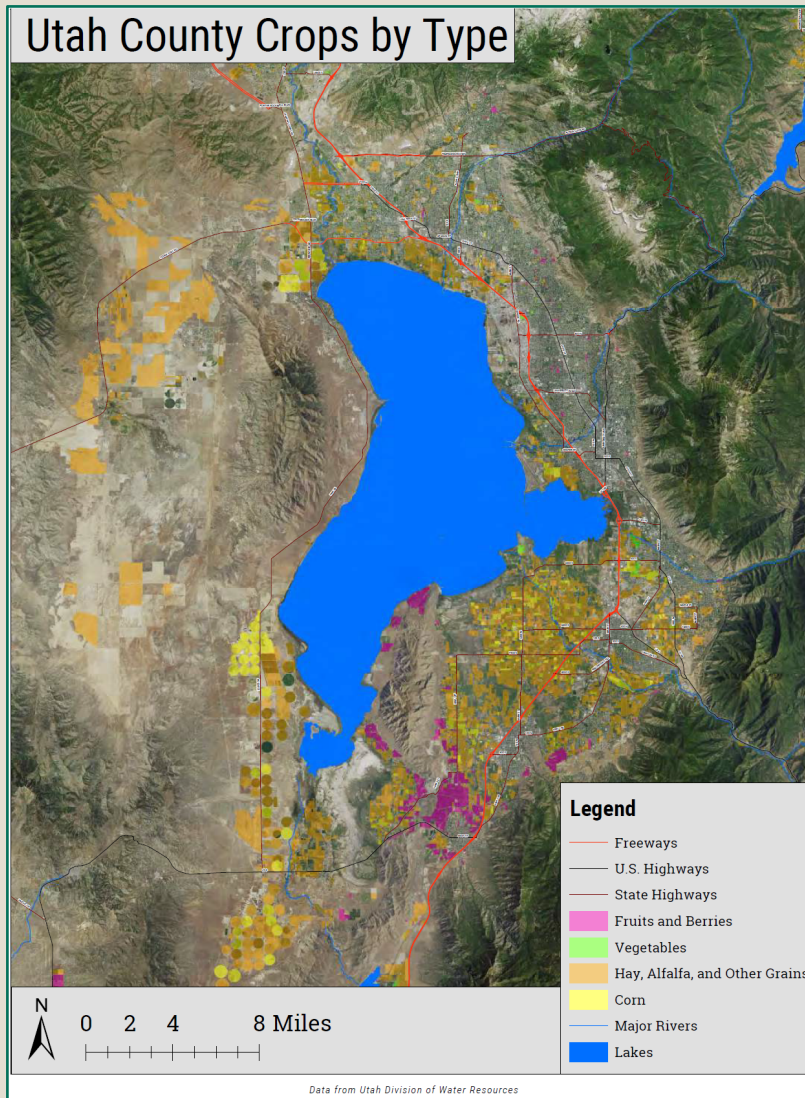 Utah County Crops by Type
Legend
Freeways
U.S. Highways
State Highways
Fruits and Berries
Vegetables
Hay, Alfalfa, and Other Grains
Corn
Major Rivers
Lakes
N
0 2 4 8 Miles
Data from Utah Division of Water Resources